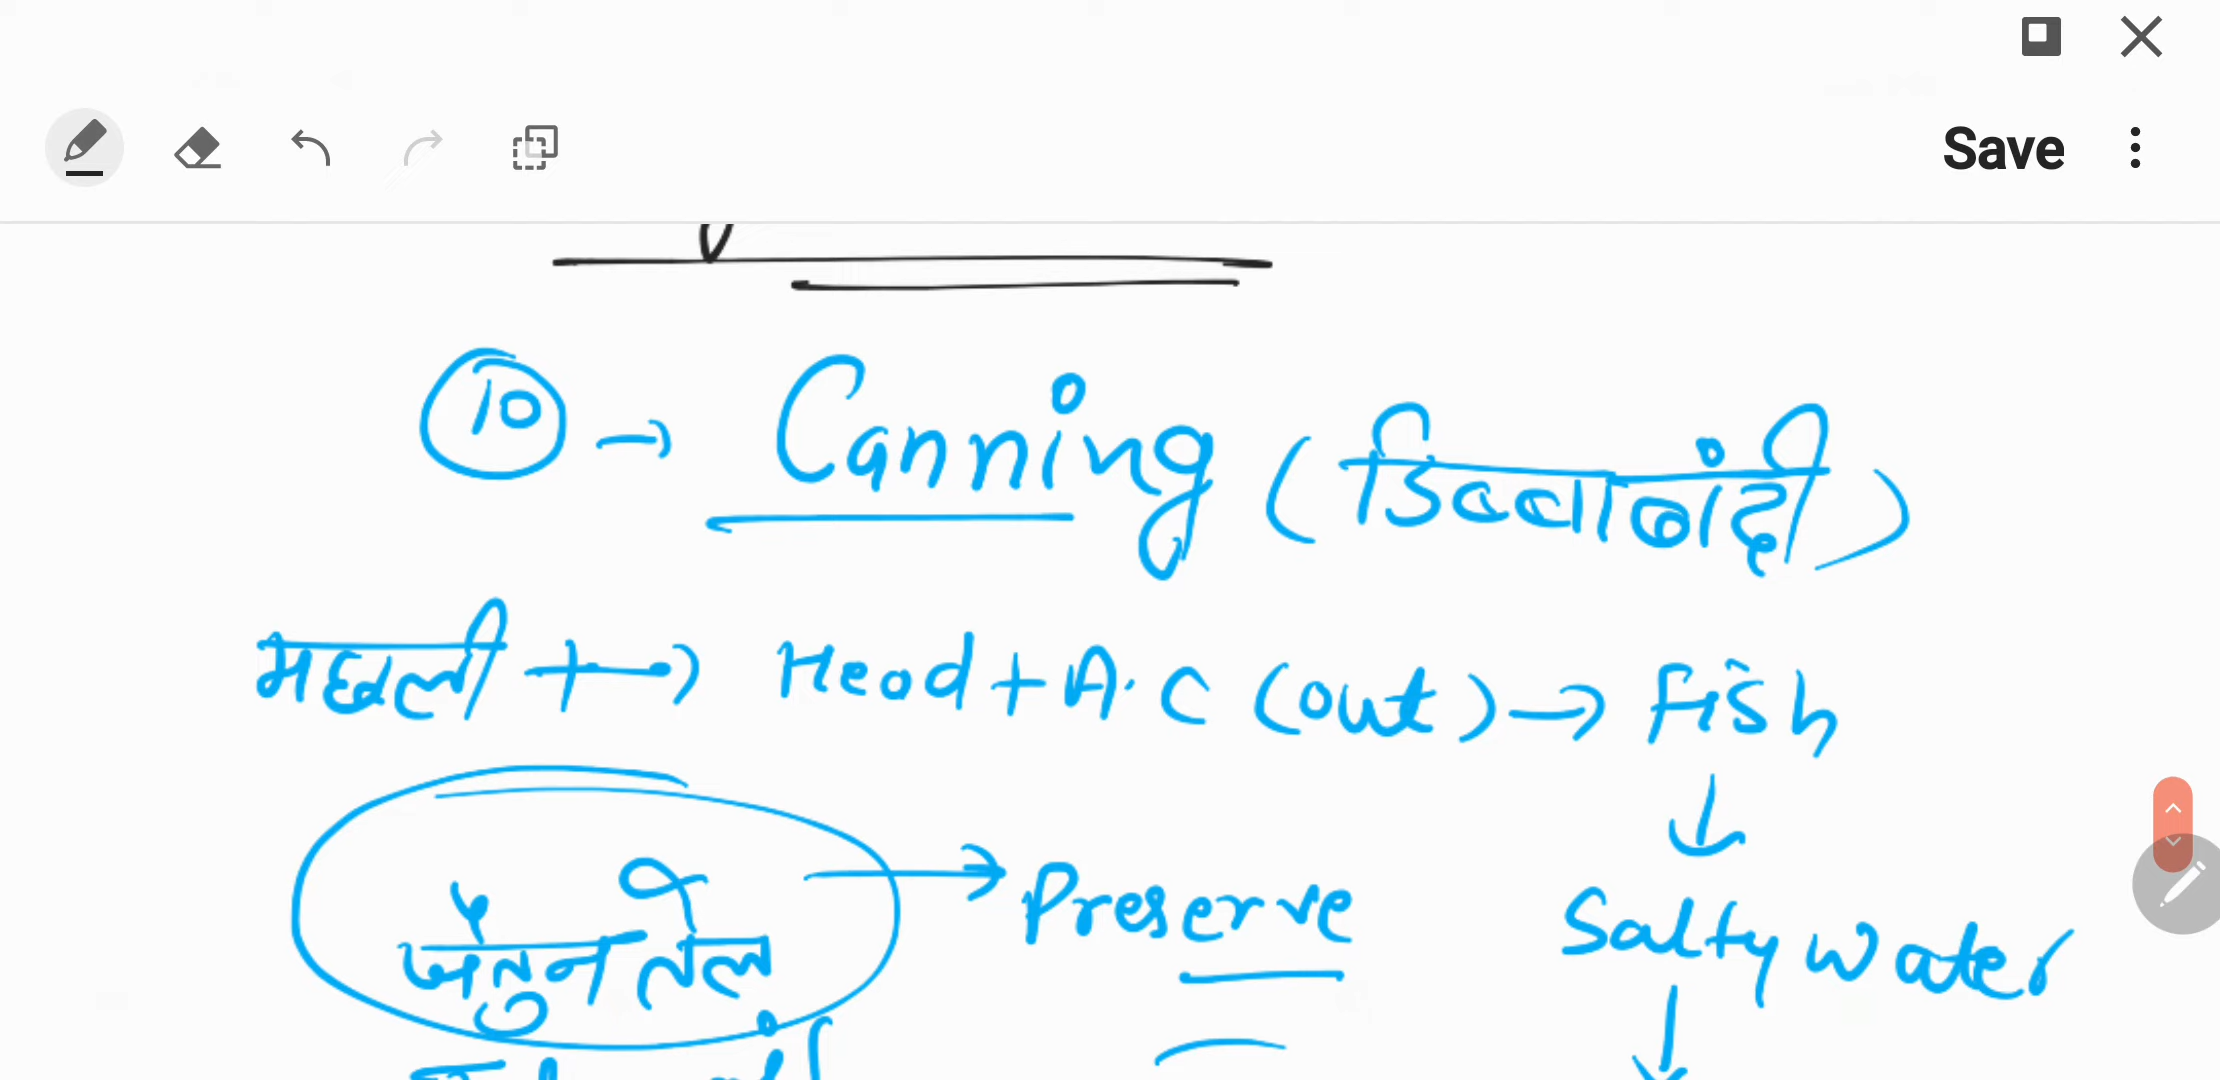 Save
10 → Canning (डिब्बाबंदी)
मछली +→ Head + A.C (out) → Fish
↓
जैतुन तेल → Preserve
Salty water
↓